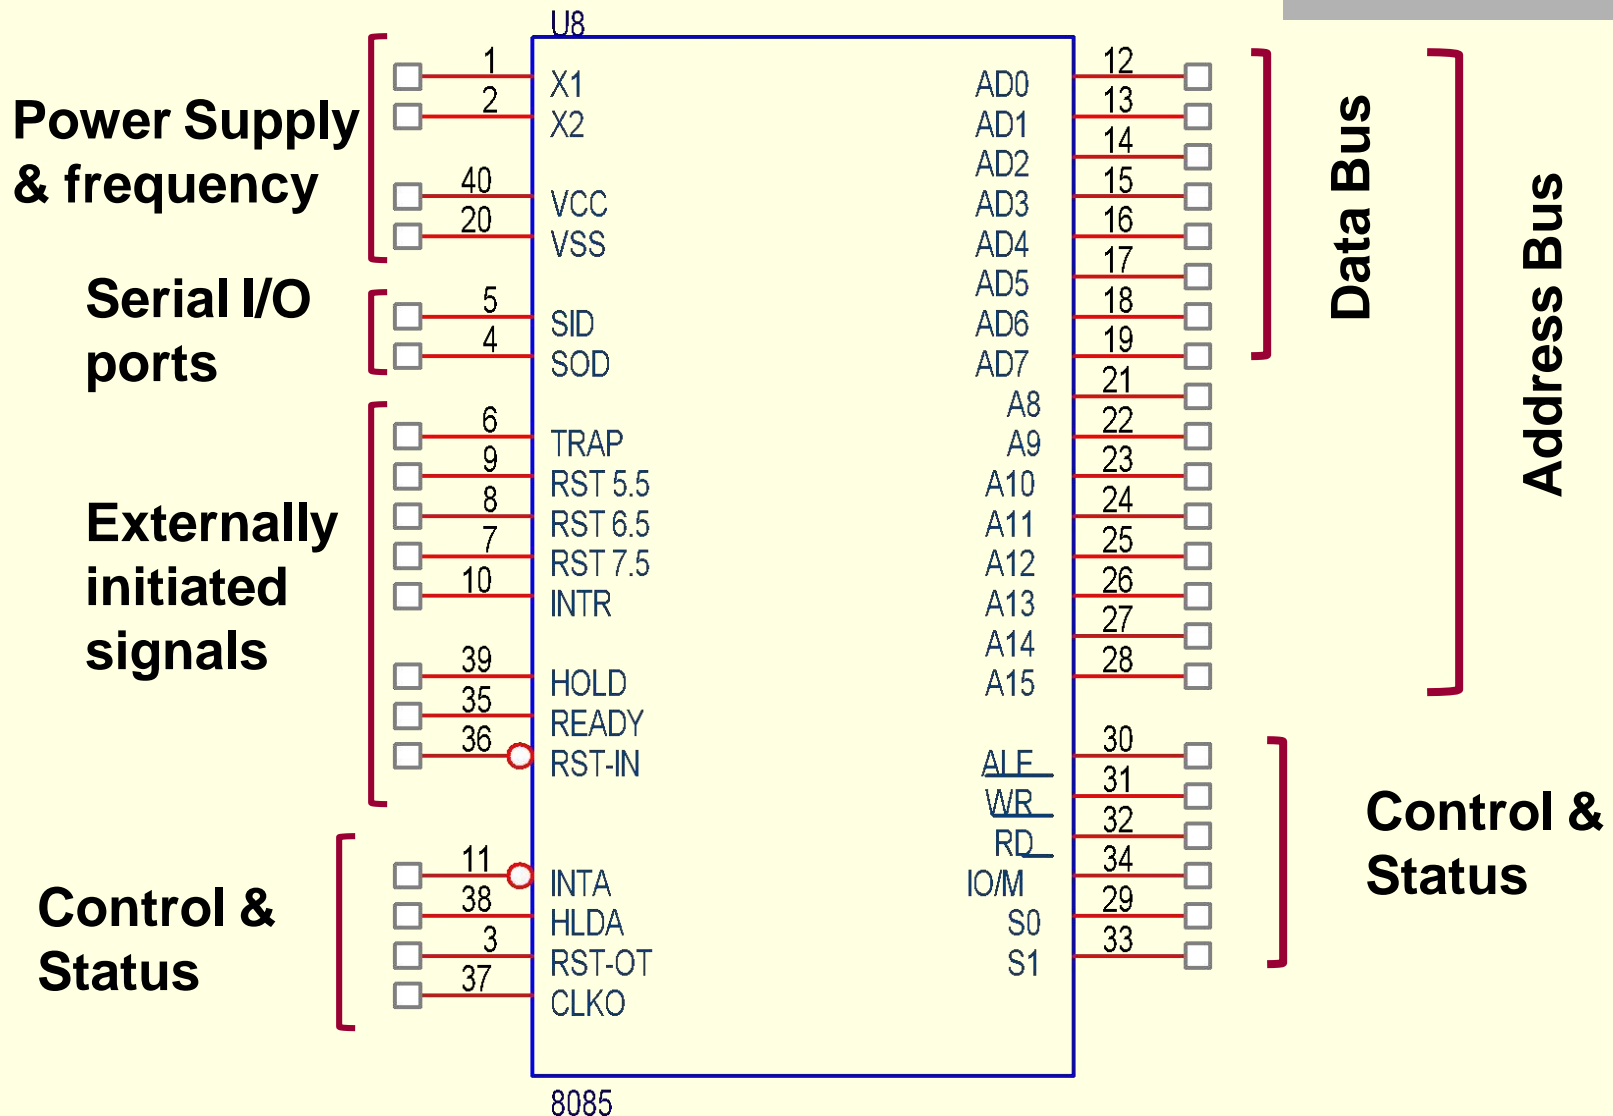 U8
Power Supply
& frequency
1
X1
2
X2
40
VCC
20
VSS
Serial I/O
ports
5
SID
4
SOD
Externally
initiated
signals
6
TRAP
9
RST 5.5
8
RST 6.5
7
RST 7.5
10
INTR
39
HOLD
35
READY
36
RST-IN
Control &
Status
11
INTA
38
HLDA
3
RST-OT
37
CLKO
12
AD0
13
AD1
14
AD2
15
AD3
16
AD4
17
AD5
18
AD6
19
AD7
21
A8
22
A9
23
A10
24
A11
25
A12
26
A13
27
A14
28
A15
Data Bus
Address Bus
30
ALE
31
WR
32
RD
34
IO/M
29
S0
33
S1
Control &
Status
8085